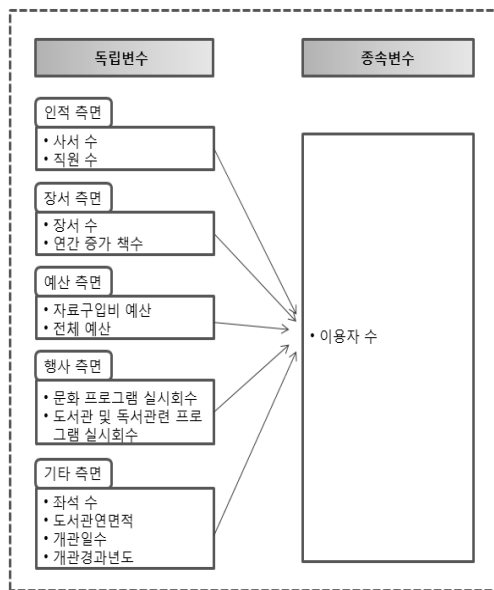 독립변수
종속변수
인적 측면
• 사서 수
• 직원 수
장서 측면
• 장서 수
• 연간 증가 책수
예산 측면
• 자료구입비 예산
• 전체 예산
행사 측면
• 문화 프로그램 실시회수
• 도서관 및 독서관련 프로
그램 실시회수
기타 측면
• 좌석 수
• 도서관연면적
• 개관일수
• 개관경과년도
• 이용자 수